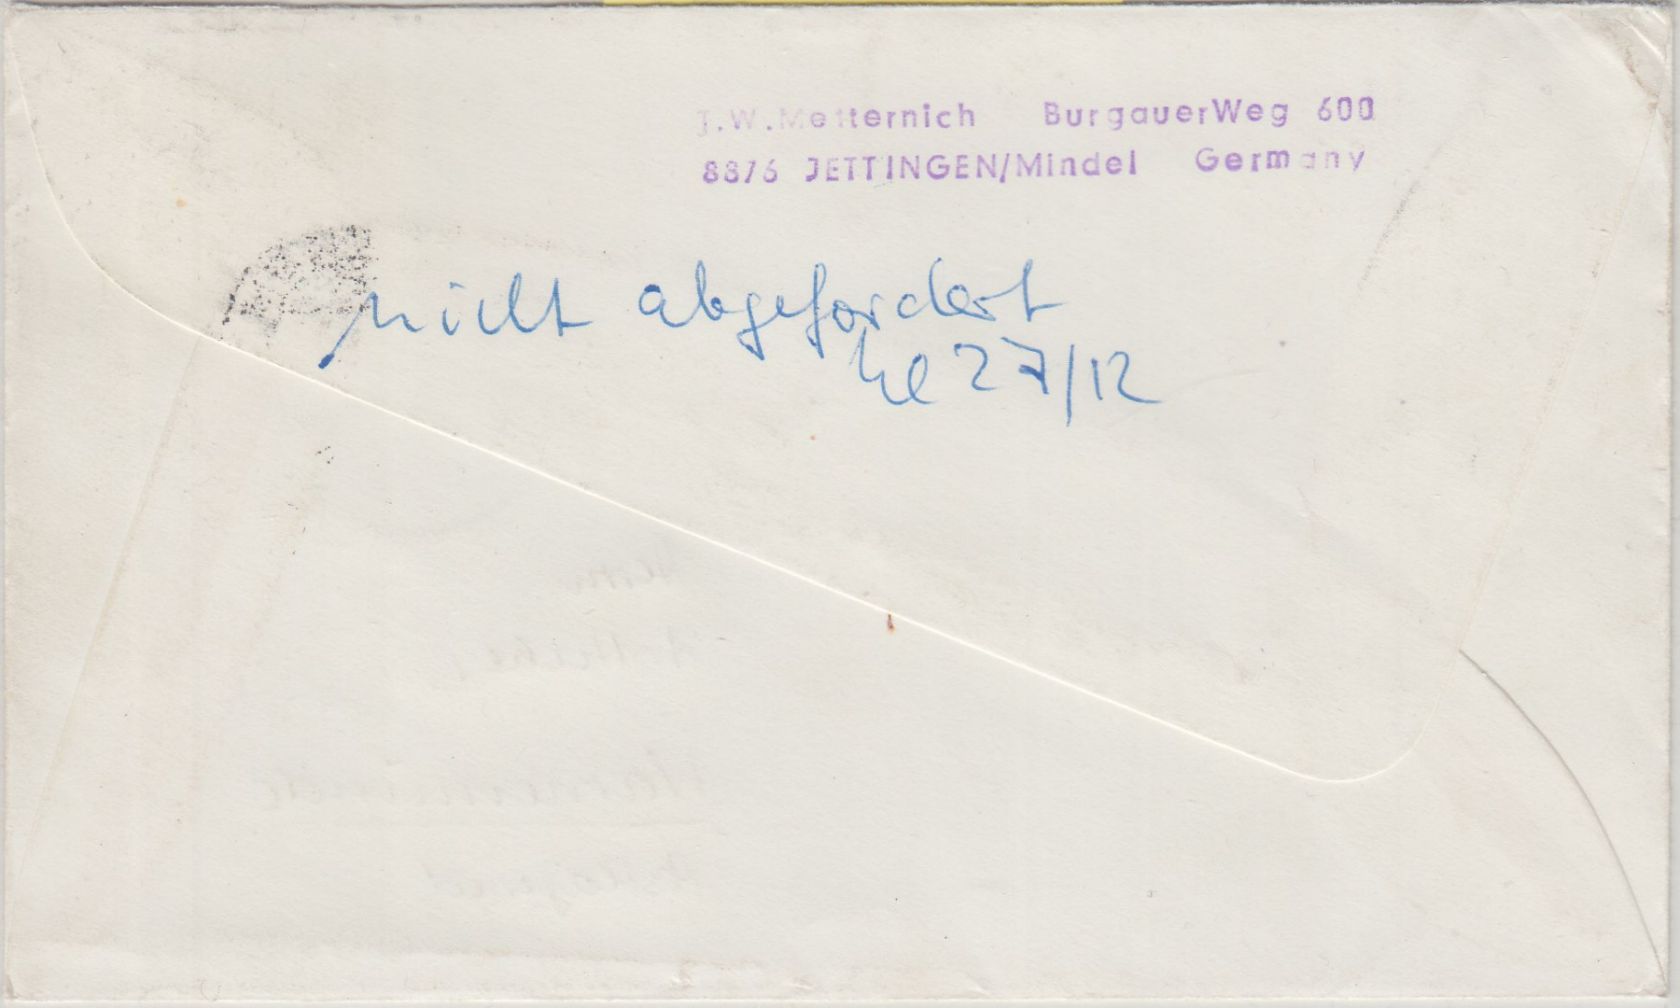 J.W.Metternich BurgauerWeg 600
8876 JETTINGEN/Mindel Germany
nicht abgefordert
27/12